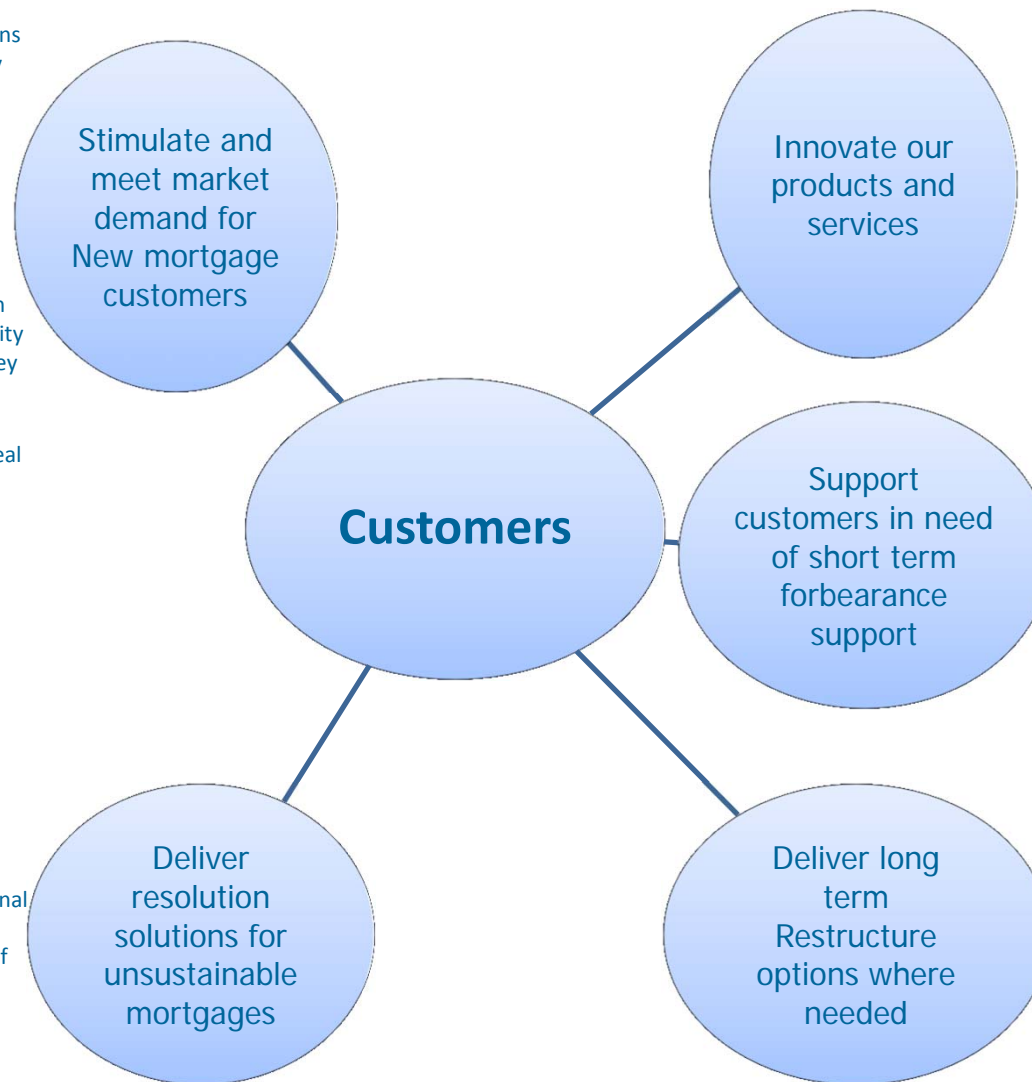 Stimulate and
meet market
demand for
New mortgage
customers
Innovate our
products and
services
Customers
Support
customers in need
of short term
forbearance
support
Deliver
resolution
solutions for
unsustainable
mortgages
Deliver long
term
Restructure
options where
needed